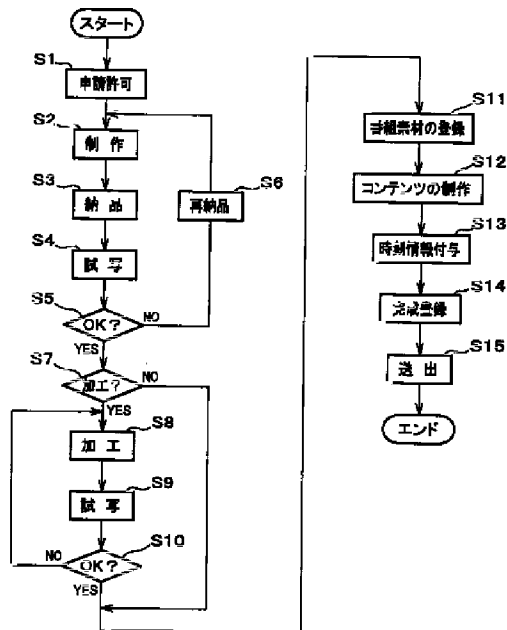 スタート
S1
申請許可
S2
制作
S3
納品
S6
再納品
S4
試写
S5
OK?
NO
YES
S7
加工?
NO
YES
S8
加工
S9
試写
S10
OK?
NO
YES
S11
番組素材の登録
S12
コンテンツの制作
S13
時刻情報付与
S14
完成登録
S15
送出
エンド